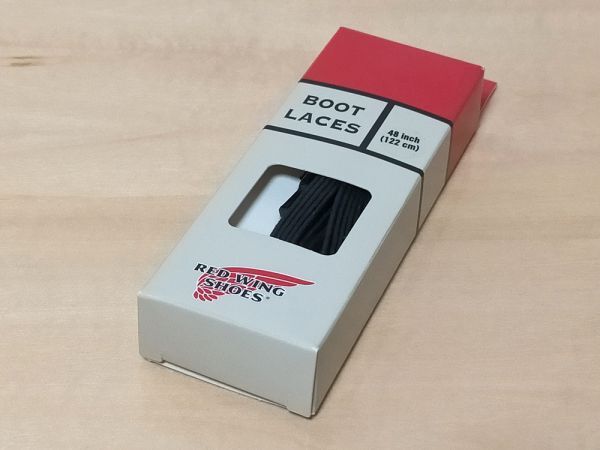 BOOT
LACES
48 inch
(122 cm)
RED WING
SHOES®